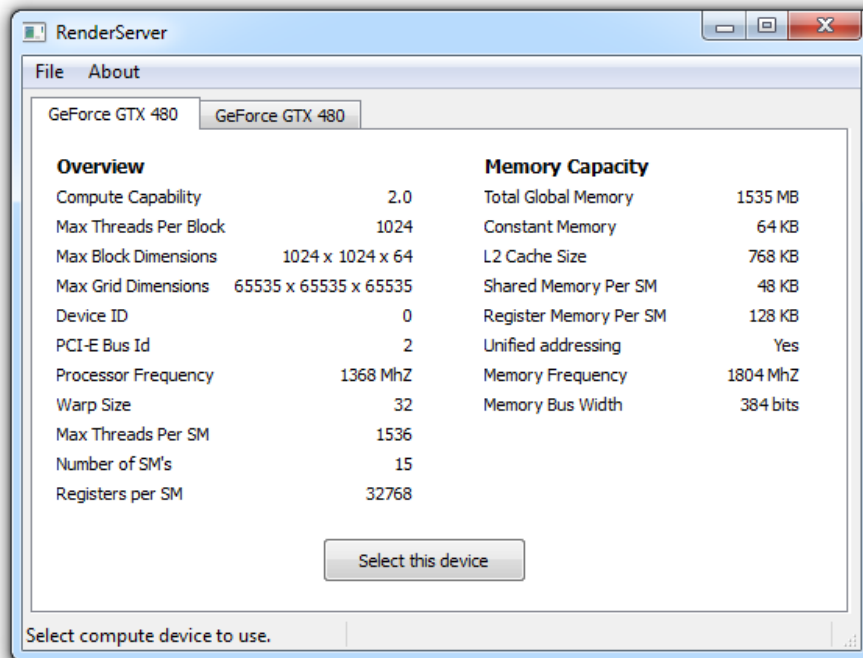 RenderServer
File About
GeForce GTX 480 GeForce GTX 480
Overview
Compute Capability 2.0
Max Threads Per Block 1024
Max Block Dimensions 1024 x 1024 x 64
Max Grid Dimensions 65535 x 65535 x 65535
Device ID 0
PCI-E Bus Id 2
Processor Frequency 1368 MhZ
Warp Size 32
Max Threads Per SM 1536
Number of SM's 15
Registers per SM 32768
Memory Capacity
Total Global Memory 1535 MB
Constant Memory 64 KB
L2 Cache Size 768 KB
Shared Memory Per SM 48 KB
Register Memory Per SM 128 KB
Unified addressing Yes
Memory Frequency 1804 MhZ
Memory Bus Width 384 bits
Select this device
Select compute device to use.